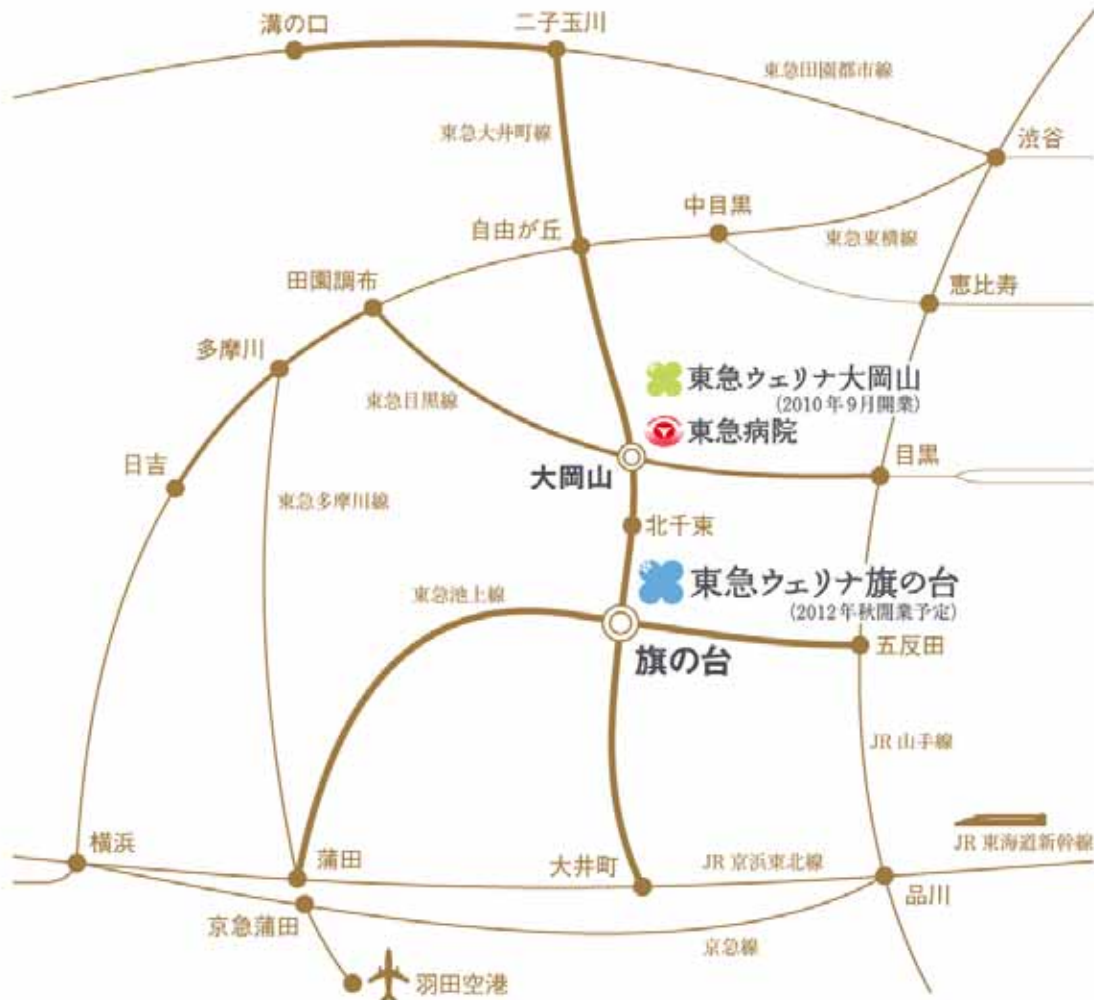 溝の口
二子玉川
東急田園都市線
東急大井町線
渋谷
中目黒
自由が丘
東急東横線
田園調布
恵比寿
多摩川
東急ウェリナ大岡山
(2010年9月開業)
東急目黒線
東急病院
目黒
日吉
大岡山
東急多摩川線
北千束
東急ウェリナ旗の台
(2012年秋開業予定)
東急池上線
五反田
旗の台
JR 山手線
横浜
JR 東海道新幹線
蒲田
大井町
JR 京浜東北線
品川
京急蒲田
京急線
羽田空港